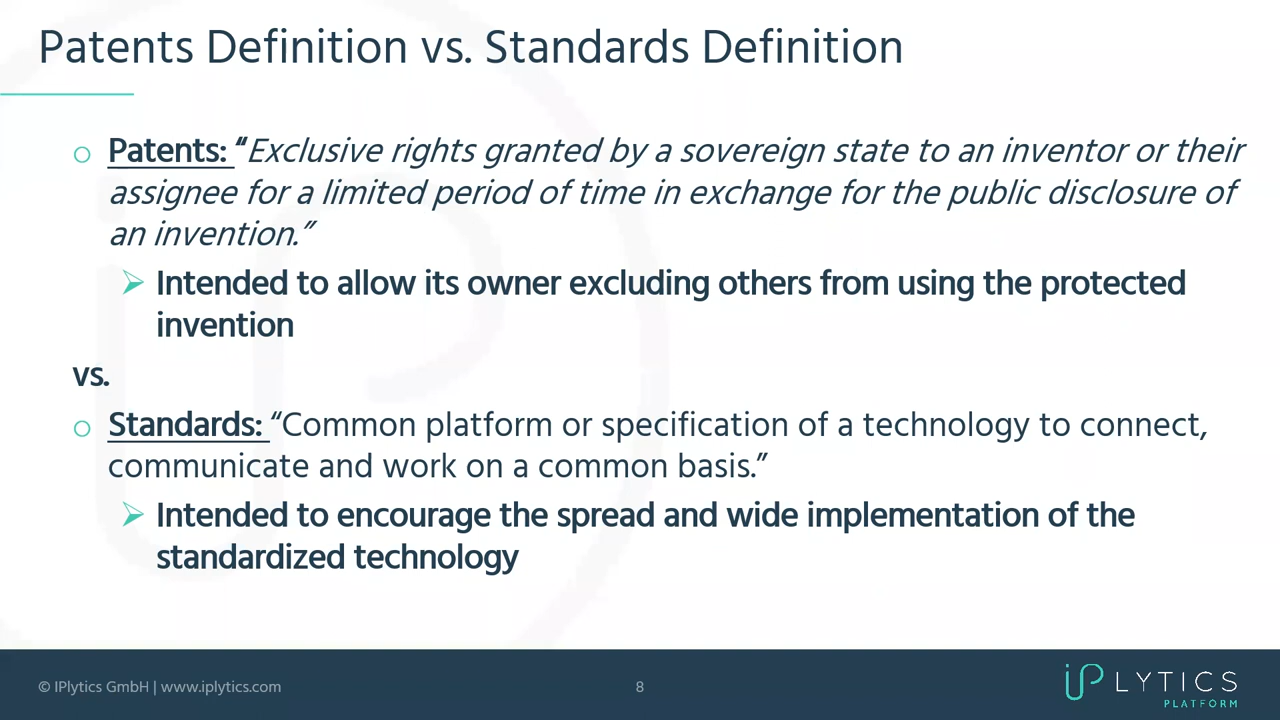 Patents Definition vs. Standards Definition
○ Patents: “Exclusive rights granted by a sovereign state to an inventor or their
assignee for a limited period of time in exchange for the public disclosure of
an invention.”
➢ Intended to allow its owner excluding others from using the protected
invention
vs.
○ Standards: “Common platform or specification of a technology to connect,
communicate and work on a common basis.”
➢ Intended to encourage the spread and wide implementation of the
standardized technology
© IPlytics GmbH | www.iplytics.com
8
iPLYTICS
PLATFORM